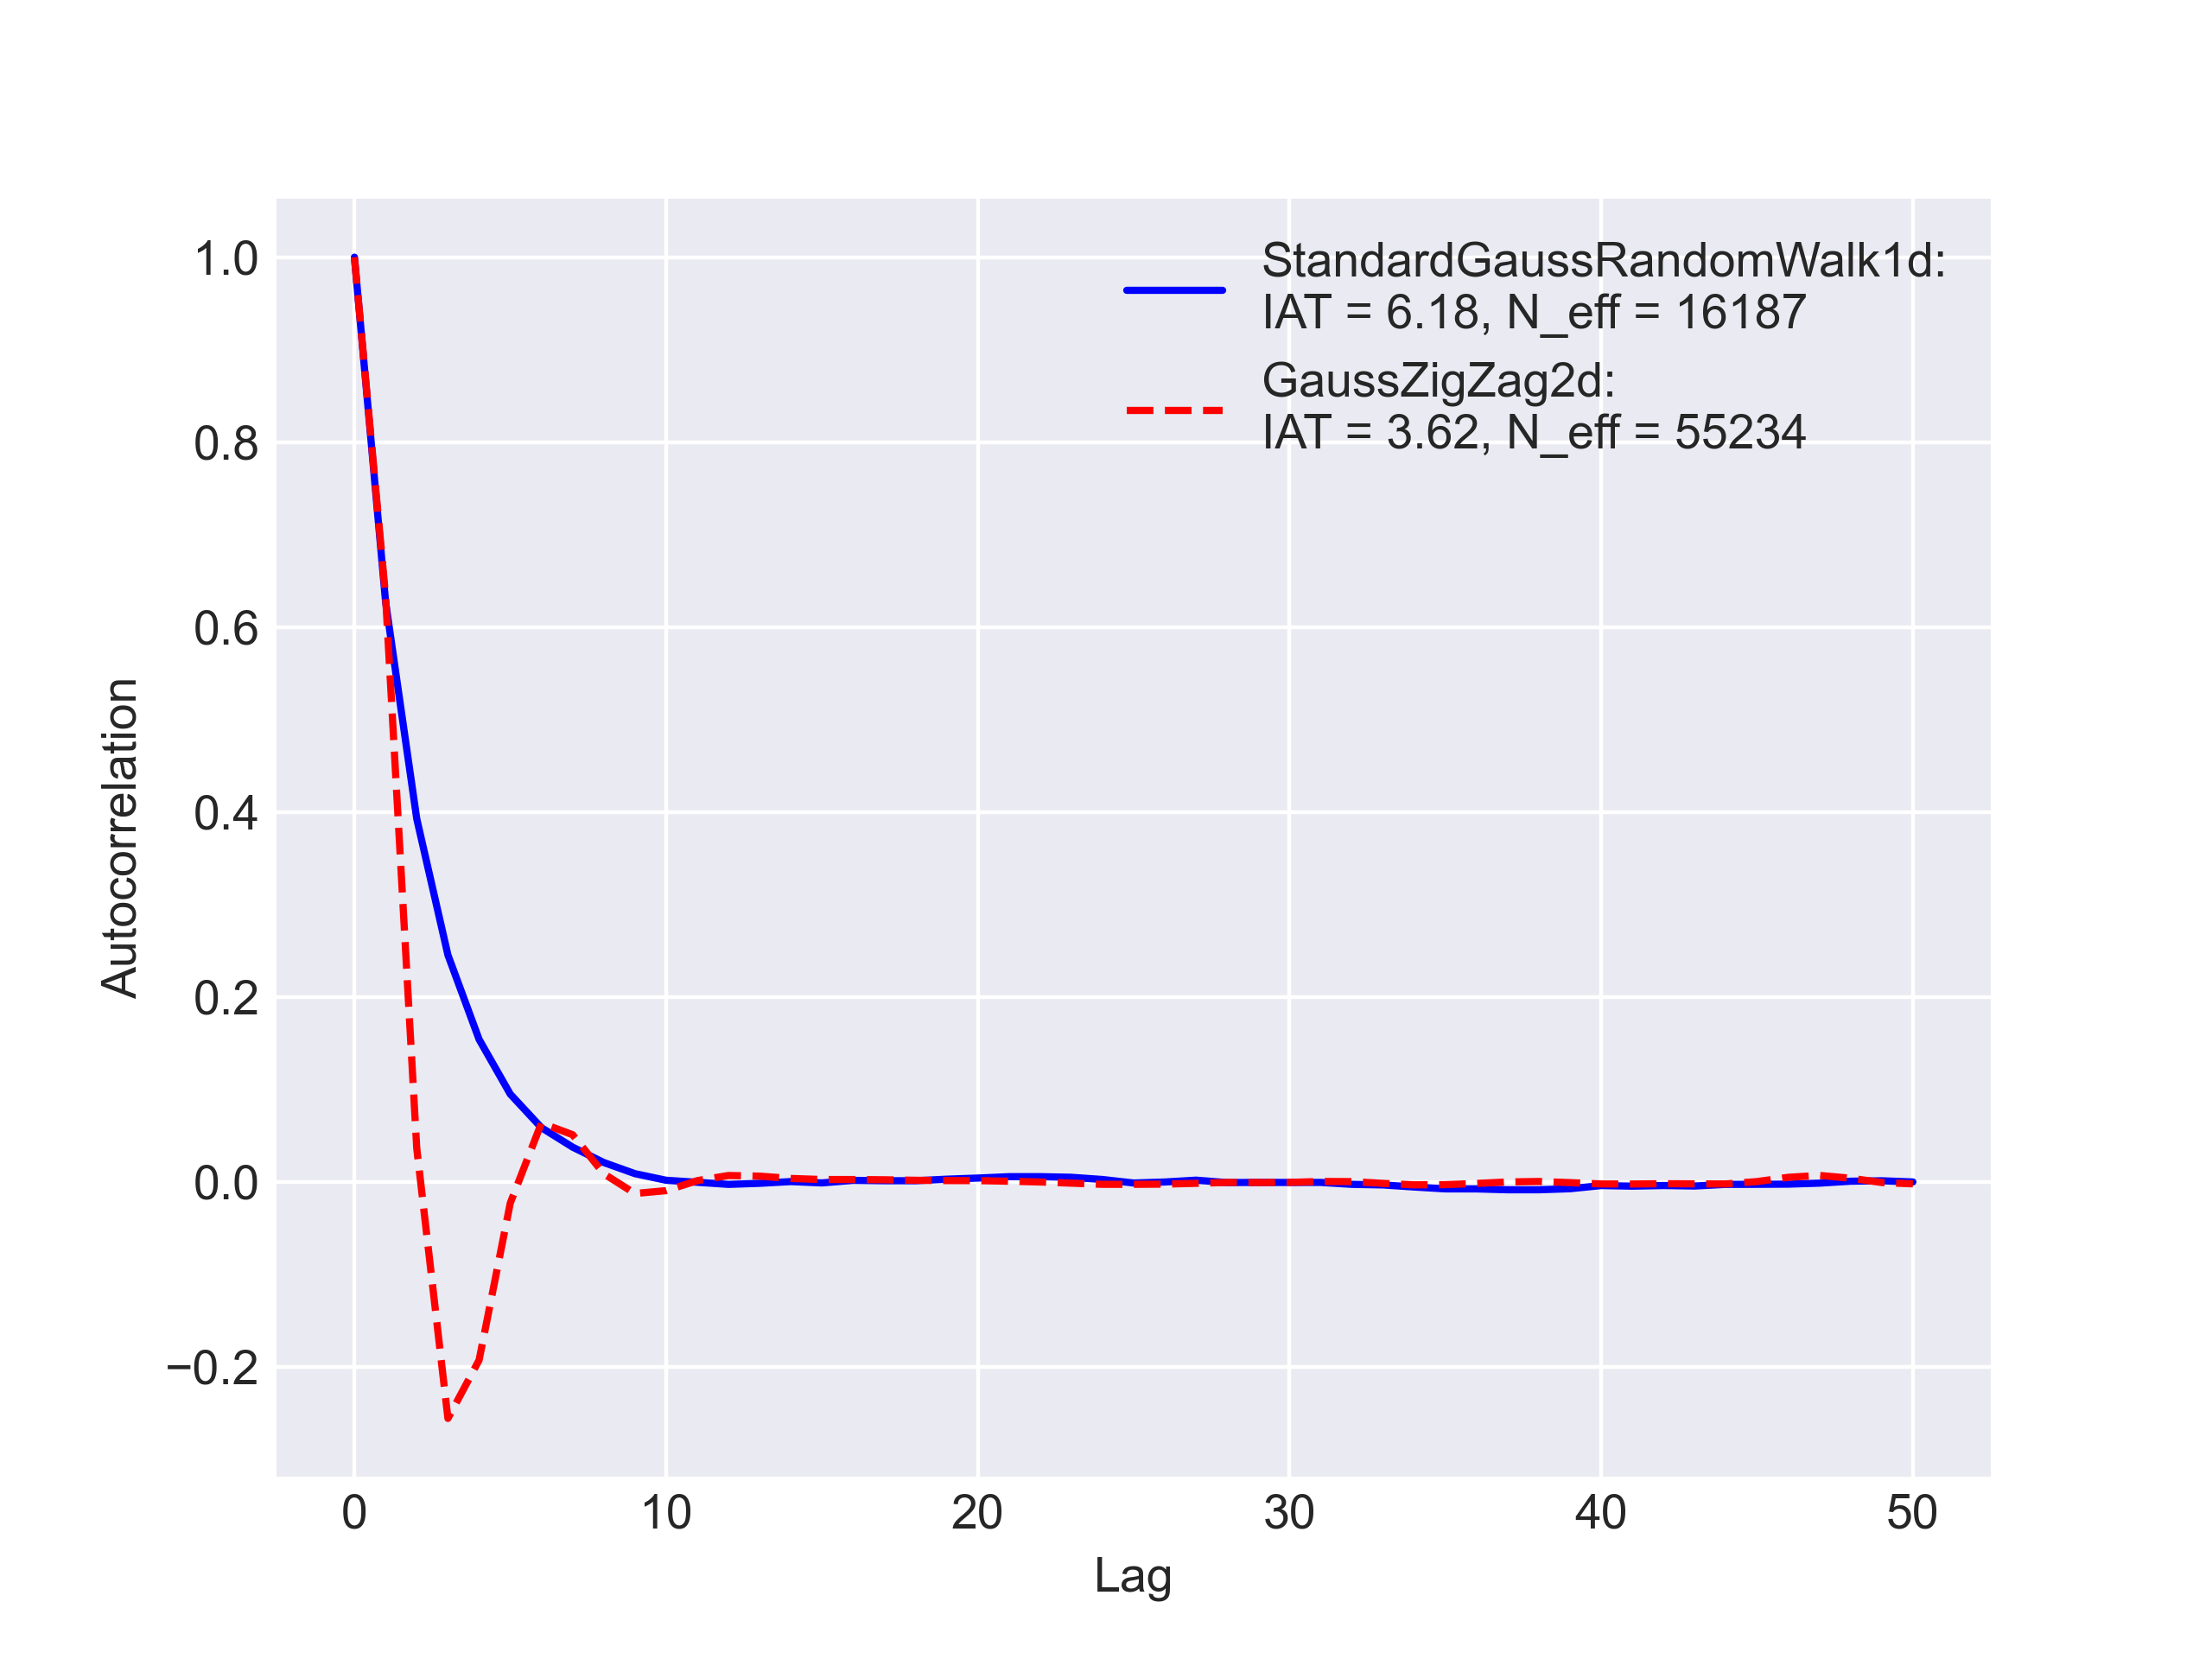 StandardGaussRandomWalk1d:
IAT = 6.18, N_eff = 16187
GaussZigZag2d:
IAT = 3.62, N_eff = 55234
Autocorrelation
1.0
0.8
0.6
0.4
0.2
0.0
−0.2
0 10 20 30 40 50
Lag